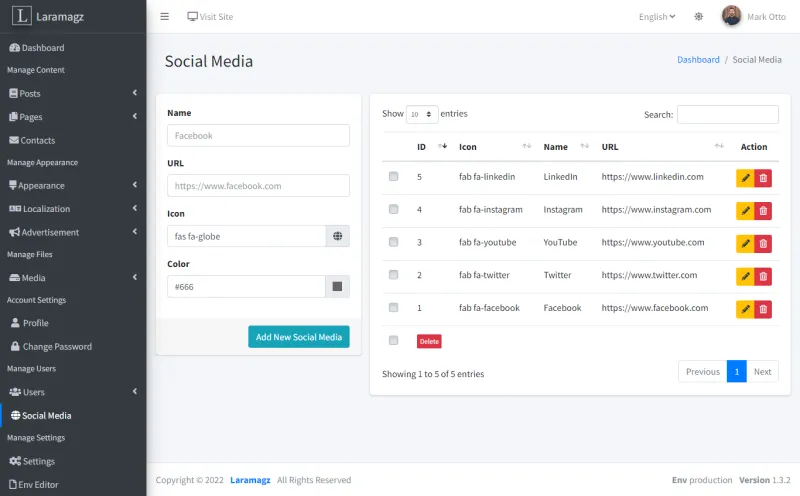 L Laramagz
Visit Site
English
Mark Otto
Dashboard
Manage Content
Posts
Pages
Contacts
Manage Appearance
Appearance
Localization
Advertisement
Manage Files
Media
Account Settings
Profile
Change Password
Manage Users
Users
Social Media
Manage Settings
Settings
Env Editor
Social Media
Dashboard / Social Media
Name
Facebook
URL
https://www.facebook.com
Icon
fas fa-globe
Color
#666
Add New Social Media
Show 10 entries
Search:
ID Icon Name URL Action
5 fab fa-linkedin LinkedIn https://www.linkedin.com
4 fab fa-instagram Instagram https://www.instagram.com
3 fab fa-youtube YouTube https://www.youtube.com
2 fab fa-twitter Twitter https://www.twitter.com
1 fab fa-facebook Facebook https://www.facebook.com
Delete
Showing 1 to 5 of 5 entries
Previous 1 Next
Copyright © 2022 Laramagz All Rights Reserved
Env production Version 1.3.2